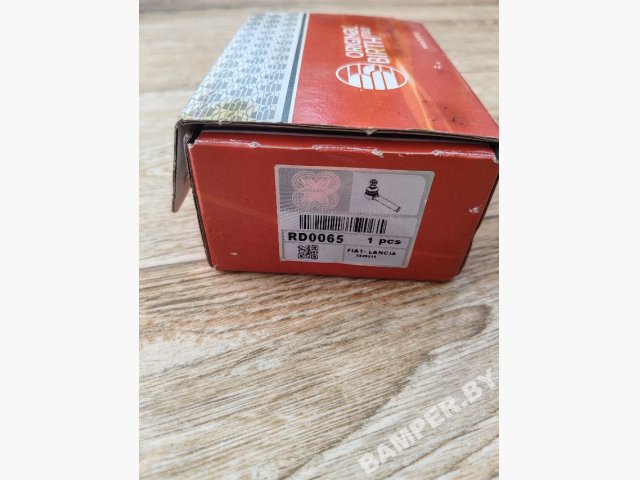 ORIGINAL
BIRTH
RD0065 1 pcs
FIAT- LANCIA
BAMPER.BY